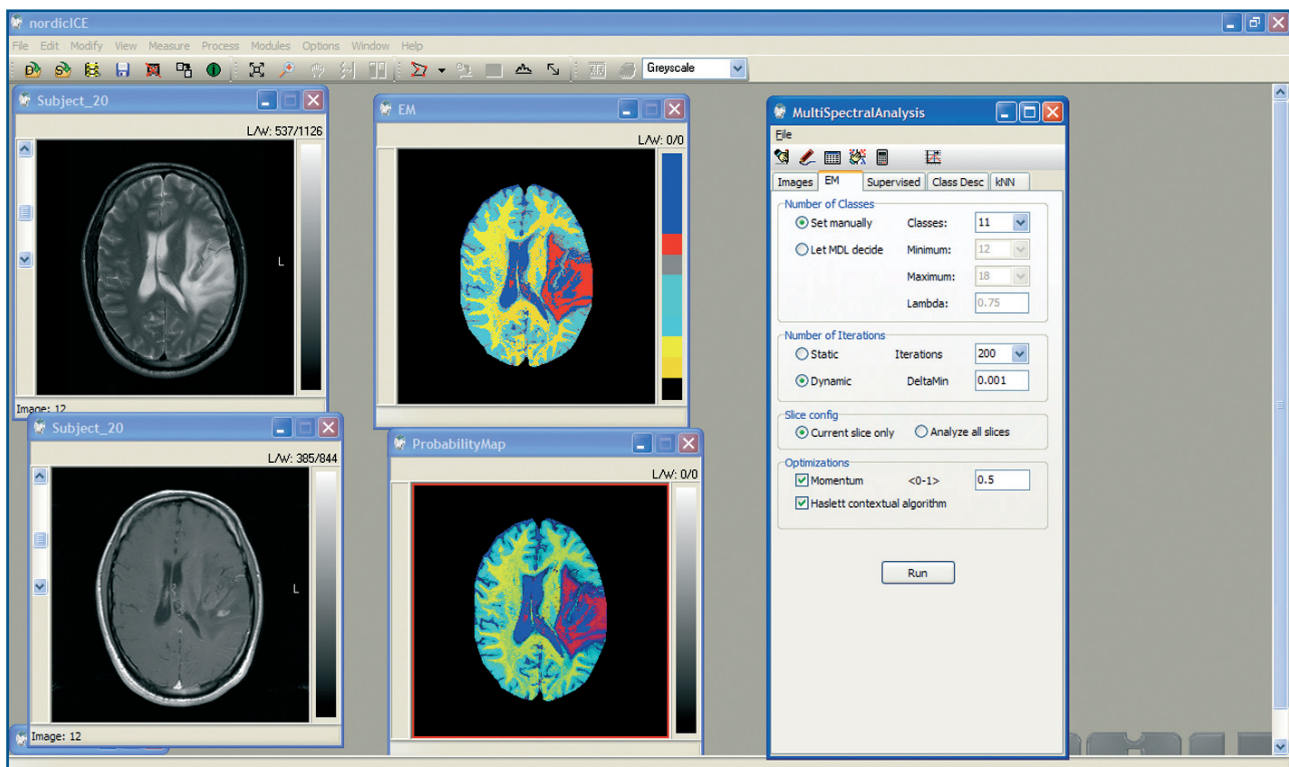 nordicICE
File Edit Modify View Measure Process Modules Options Window Help
Greyscale
Subject_20
L/W: 537/1126
L
Image: 12
Subject_20
L/W: 385/844
L
Image: 12
EM
L/W: 0/0
ProbabilityMap
L/W: 0/0
MultiSpectralAnalysis
File
Images EM Supervised Class Desc kNN
Number of Classes
Set manually Classes: 11
Let MDL decide Minimum: 12
Maximum: 18
Lambda: 0.75
Number of Iterations
Static Iterations 200
Dynamic DeltaMin 0.001
Slice config
Current slice only Analyze all slices
Optimizations
Momentum <0-1> 0.5
Haslett contextual algorithm
Run